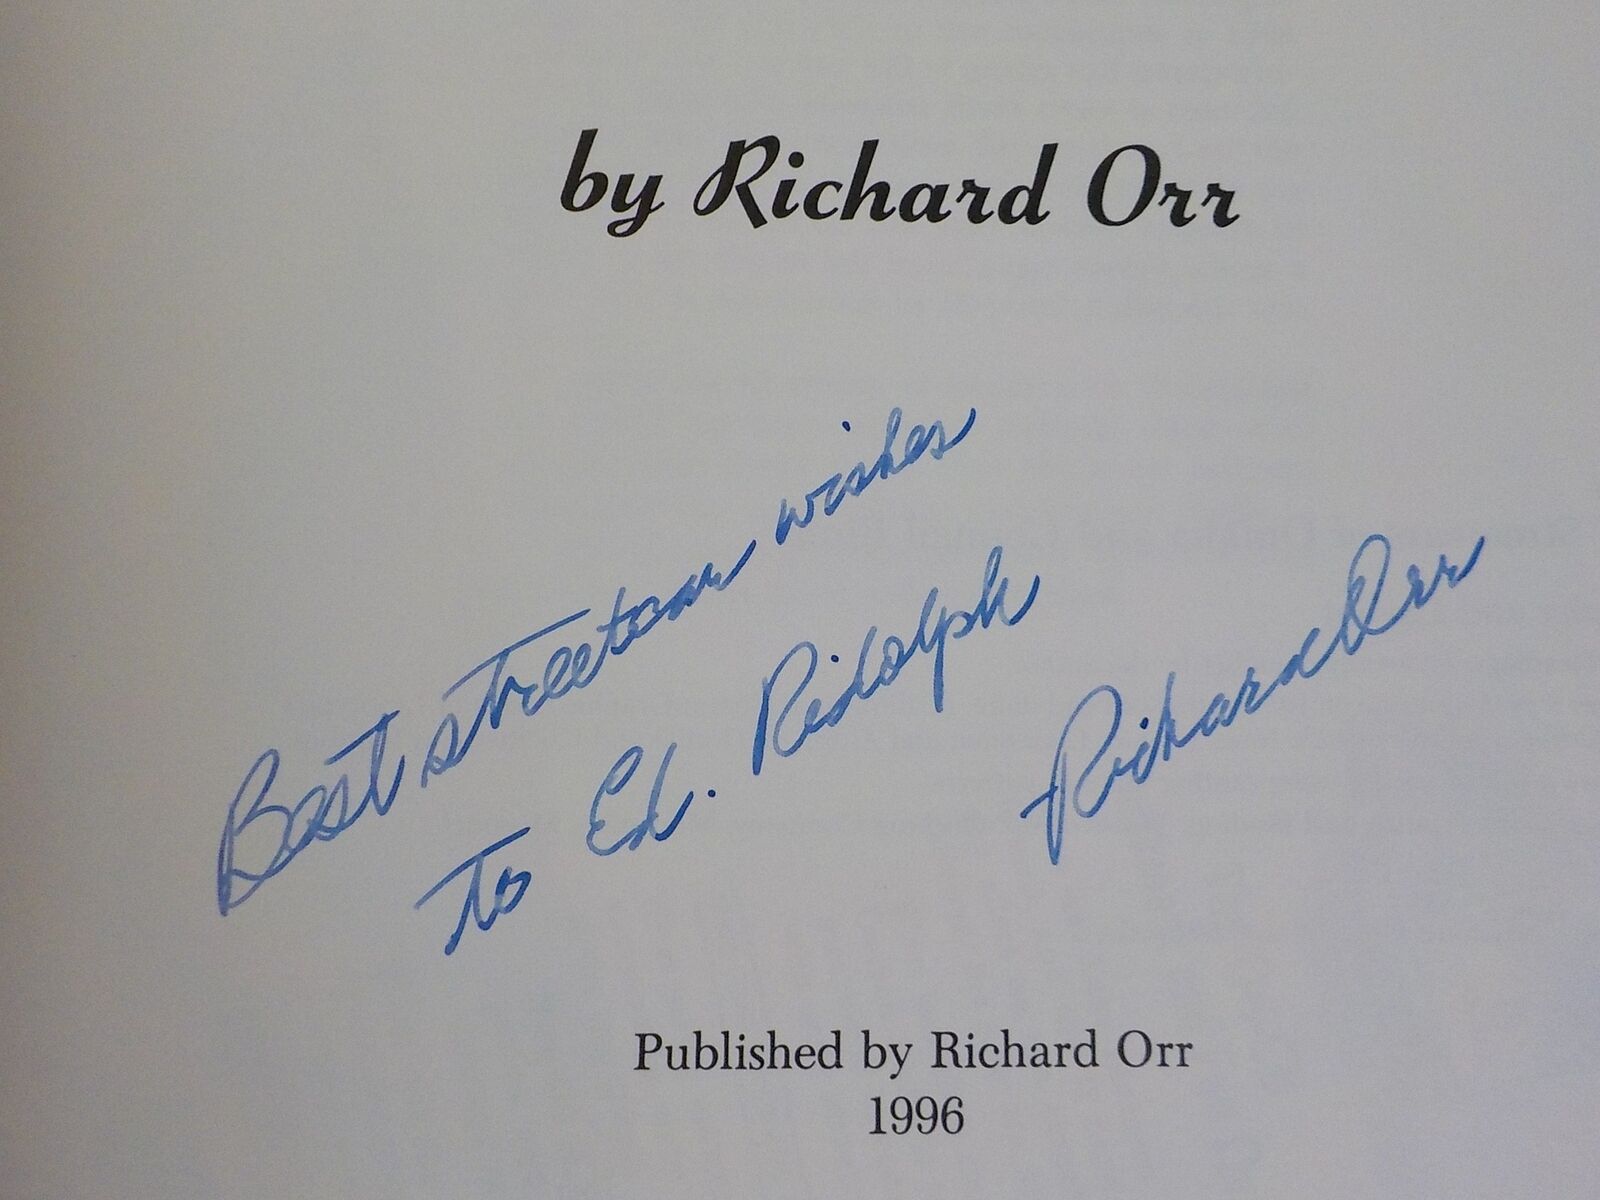 by Richard Orr
Best streetcar wishes
to Ed. Ridolph
Richard Orr
Published by Richard Orr
1996